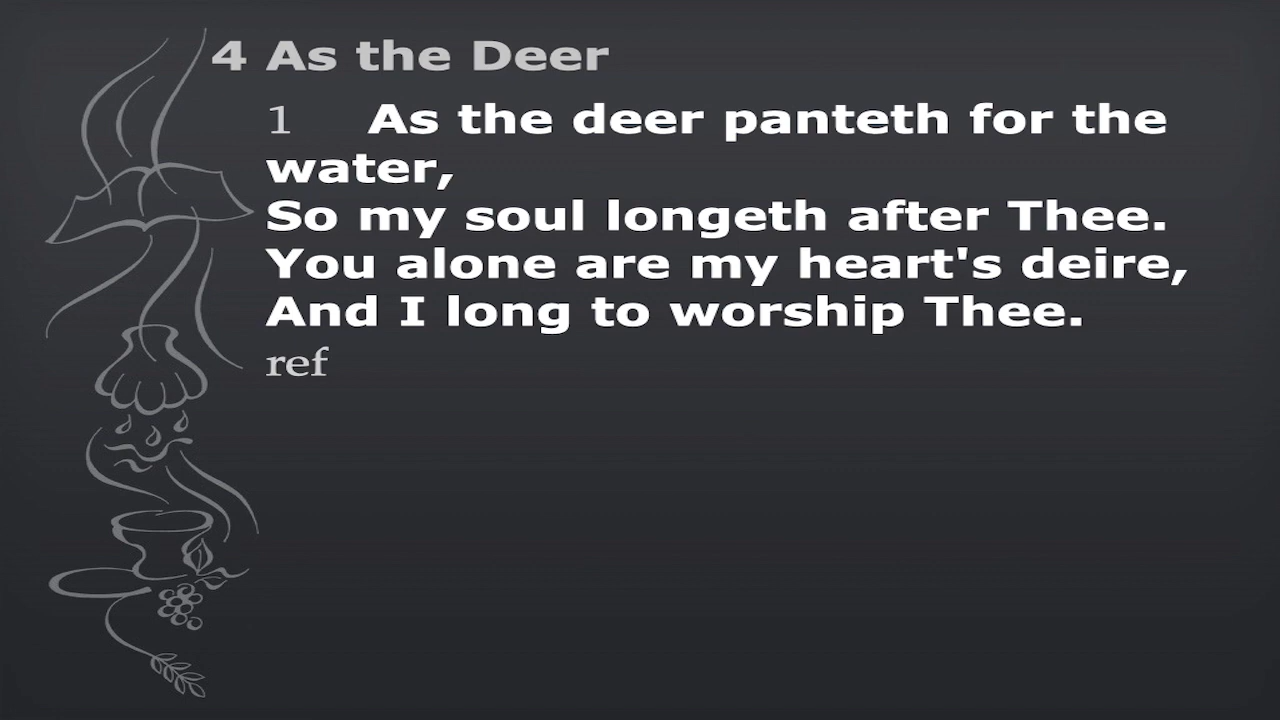 4 As the Deer
1 As the deer panteth for the
water,
So my soul longeth after Thee.
You alone are my heart's deire,
And I long to worship Thee.
ref